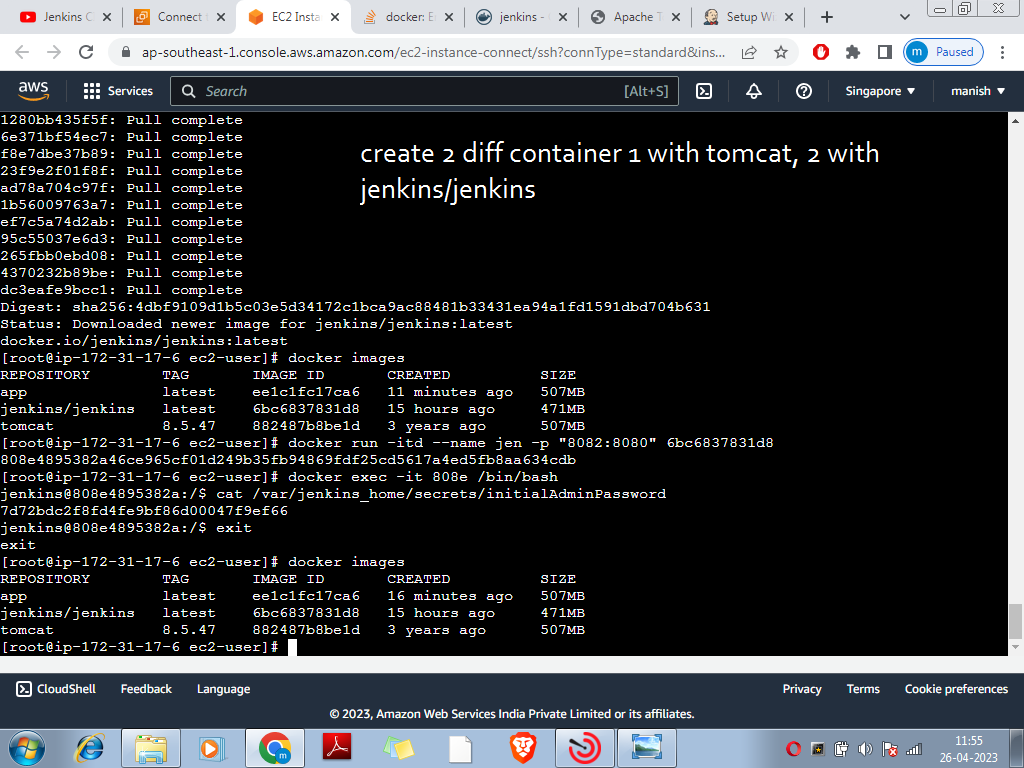 Jenkins C
Connect
EC2 Insta
docker: E
jenkins -
Apache T
Setup Wi
ap-southeast-1.console.aws.amazon.com/ec2-instance-connect/ssh?connType=standard&ins...
m Paused
aws
Services
Search
[Alt+S]
Singapore
manish
1280bb435f5f: Pull complete
6e371bf54ec7: Pull complete
f8e7dbe37b89: Pull complete
23f9e2f01f8f: Pull complete
ad78a704c97f: Pull complete
1b56009763a7: Pull complete
ef7c5a74d2ab: Pull complete
95c55037e6d3: Pull complete
265fbb0ebd08: Pull complete
4370232b89be: Pull complete
dc3eafe9bcc1: Pull complete
create 2 diff container 1 with tomcat, 2 with
jenkins/jenkins
Digest: sha256:4dbf9109d1b5c03e5d34172c1bca9ac88481b33431ea94a1fd1591dbd704b631
Status: Downloaded newer image for jenkins/jenkins:latest
docker.io/jenkins/jenkins:latest
[root@ip-172-31-17-6 ec2-user]# docker images
REPOSITORY TAG IMAGE ID CREATED SIZE
app latest ee1c1fc17ca6 11 minutes ago 507MB
jenkins/jenkins latest 6bc6837831d8 15 hours ago 471MB
tomcat 8.5.47 882487b8be1d 3 years ago 507MB
[root@ip-172-31-17-6 ec2-user]# docker run -itd --name jen -p "8082:8080" 6bc6837831d8
808e4895382a46ce965cf01d249b35fb94869fdf25cd5617a4ed5fb8aa634cdb
[root@ip-172-31-17-6 ec2-user]# docker exec -it 808e /bin/bash
jenkins@808e4895382a:/$ cat /var/jenkins_home/secrets/initialAdminPassword
7d72bdc2f8fd4fe9bf86d00047f9ef66
jenkins@808e4895382a:/$ exit
exit
[root@ip-172-31-17-6 ec2-user]# docker images
REPOSITORY TAG IMAGE ID CREATED SIZE
app latest ee1c1fc17ca6 16 minutes ago 507MB
jenkins/jenkins latest 6bc6837831d8 15 hours ago 471MB
tomcat 8.5.47 882487b8be1d 3 years ago 507MB
[root@ip-172-31-17-6 ec2-user]#
CloudShell
Feedback
Language
Privacy
Terms
Cookie preferences
© 2023, Amazon Web Services India Private Limited or its affiliates.
11:55
26-04-2023